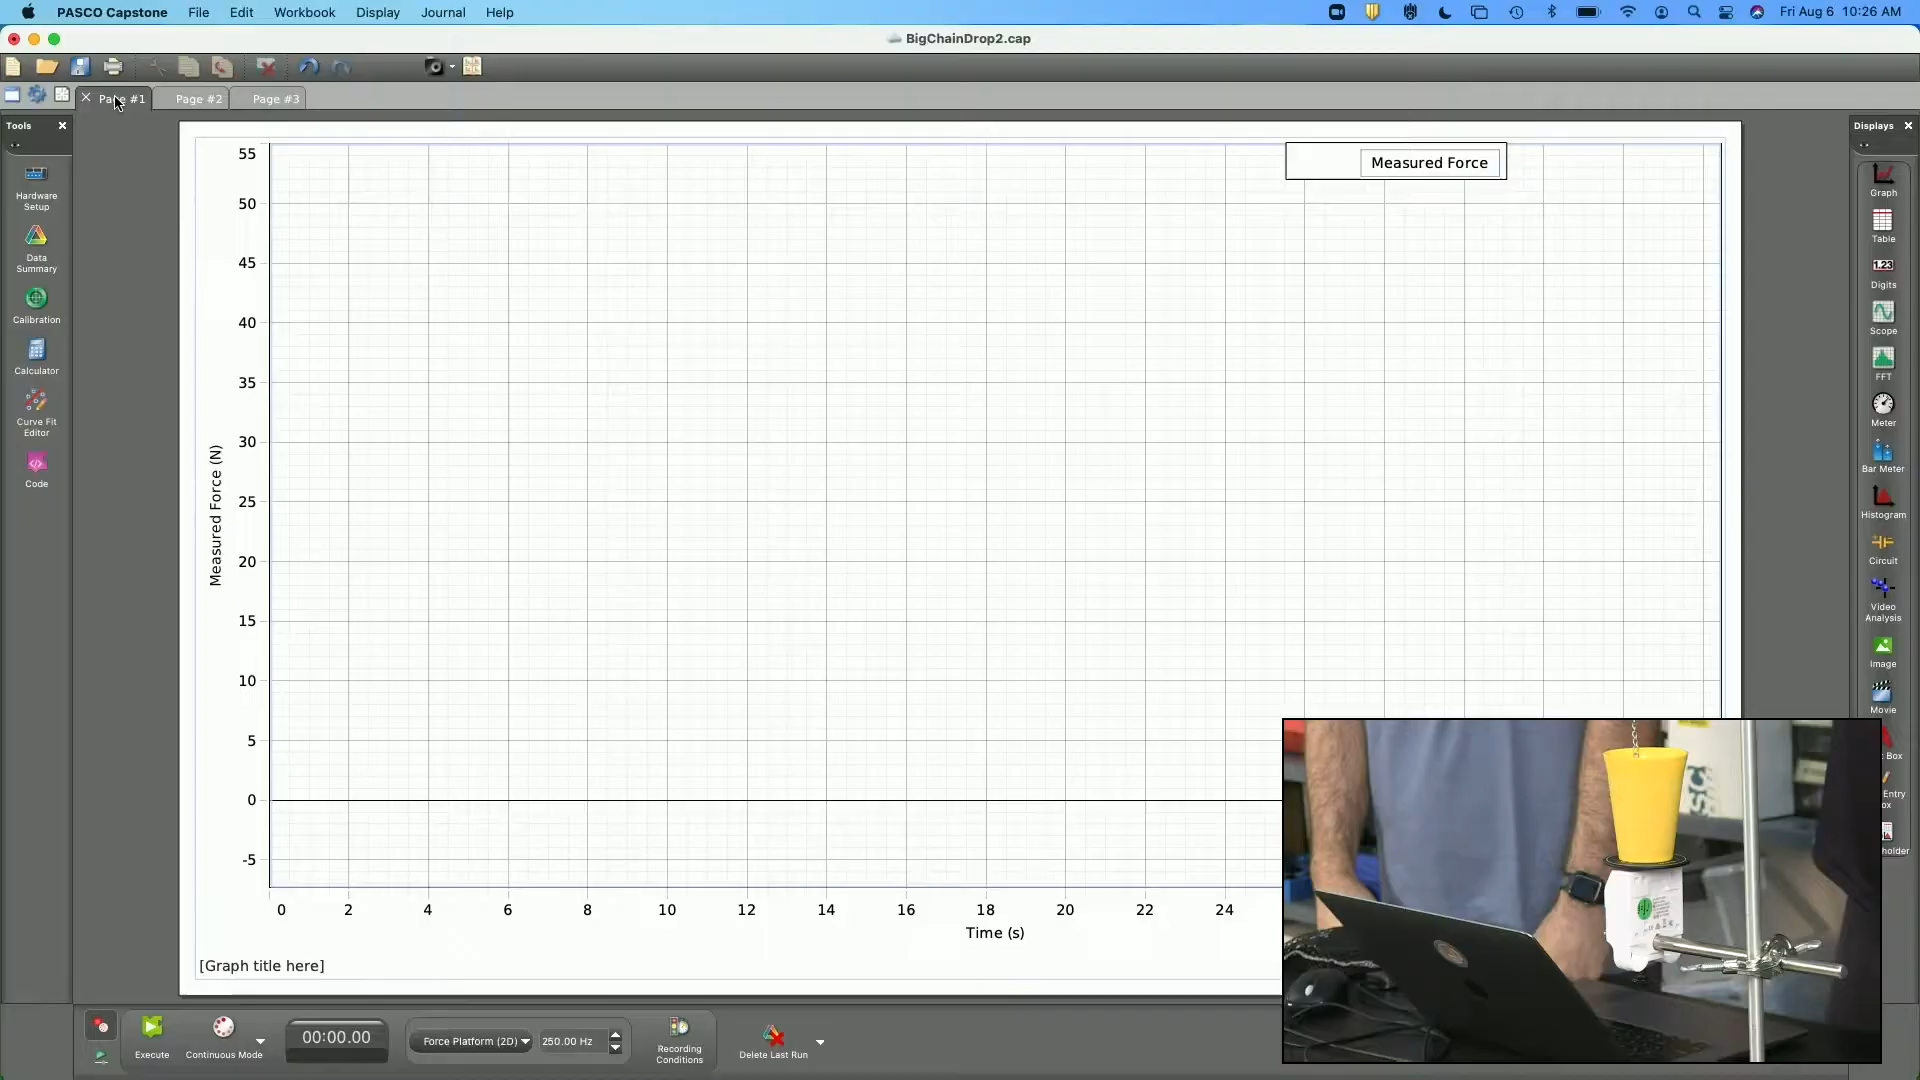 PASCO Capstone File Edit Workbook Display Journal Help Fri Aug 6 10:26 AM
BigChainDrop2.cap
Page #1 Page #2 Page #3
Tools
Hardware
Setup
Data
Summary
Calibration
Calculator
Curve Fit
Editor
Code
Measured Force
55
50
45
40
35
30
25
20
15
10
5
0
-5
Measured Force (N)
0 2 4 6 8 10 12 14 16 18 20 22 24
Time (s)
[Graph title here]
Displays
Graph
Table
1.23
Digits
Scope
FFT
Meter
Bar Meter
Histogram
Circuit
Video
Analysis
Image
Movie
Box
Entry
holder
Execute
Continuous Mode
00:00.00
Force Platform (2D)
250.00 Hz
Recording
Conditions
Delete Last Run